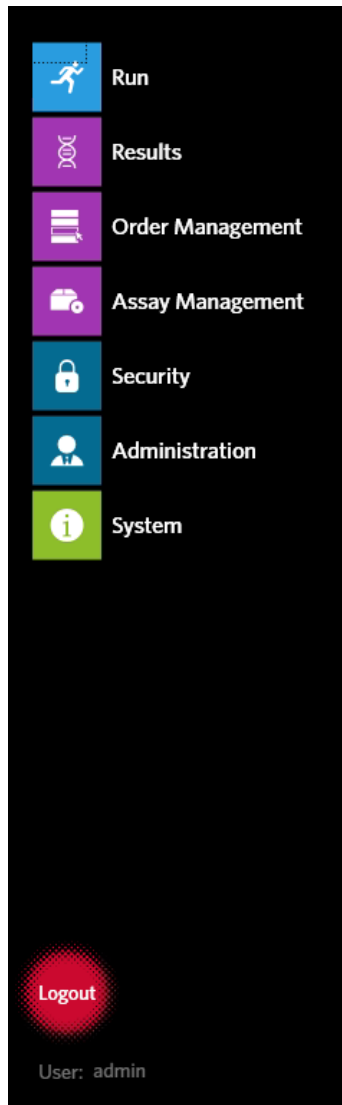 Run
Results
Order Management
Assay Management
Security
Administration
i System
Logout
User: admin